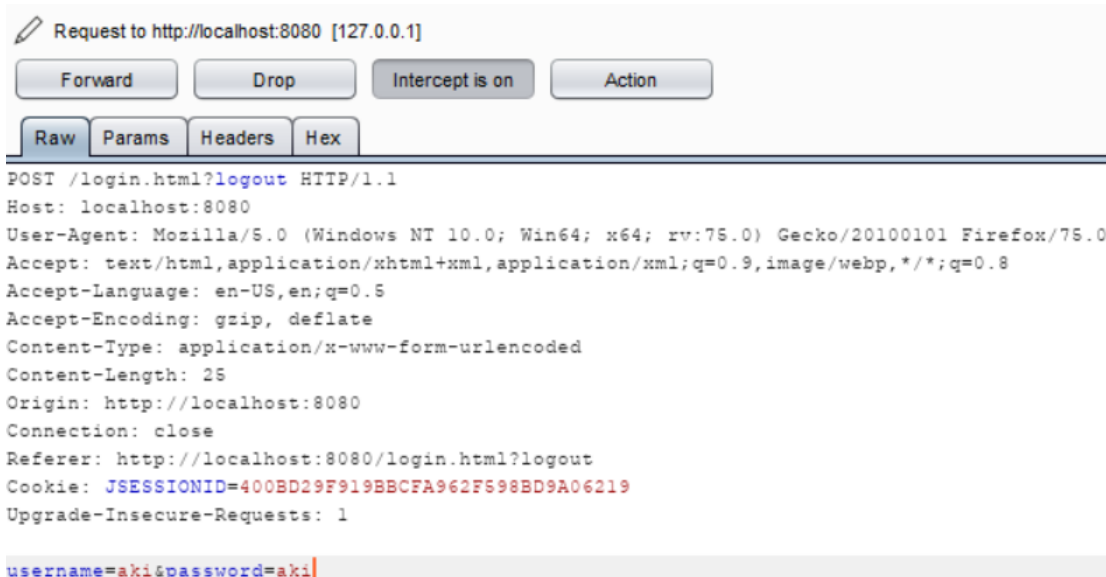 Request to http://localhost:8080 [127.0.0.1]
Forward Drop Intercept is on Action
Raw Params Headers Hex
POST /login.html?logout HTTP/1.1
Host: localhost:8080
User-Agent: Mozilla/5.0 (Windows NT 10.0; Win64; x64; rv:75.0) Gecko/20100101 Firefox/75.0
Accept: text/html,application/xhtml+xml,application/xml;q=0.9,image/webp,*/*;q=0.8
Accept-Language: en-US,en;q=0.5
Accept-Encoding: gzip, deflate
Content-Type: application/x-www-form-urlencoded
Content-Length: 25
Origin: http://localhost:8080
Connection: close
Referer: http://localhost:8080/login.html?logout
Cookie: JSESSIONID=400BD29F919BBCFA962F598BD9A06219
Upgrade-Insecure-Requests: 1
username=aki&password=aki